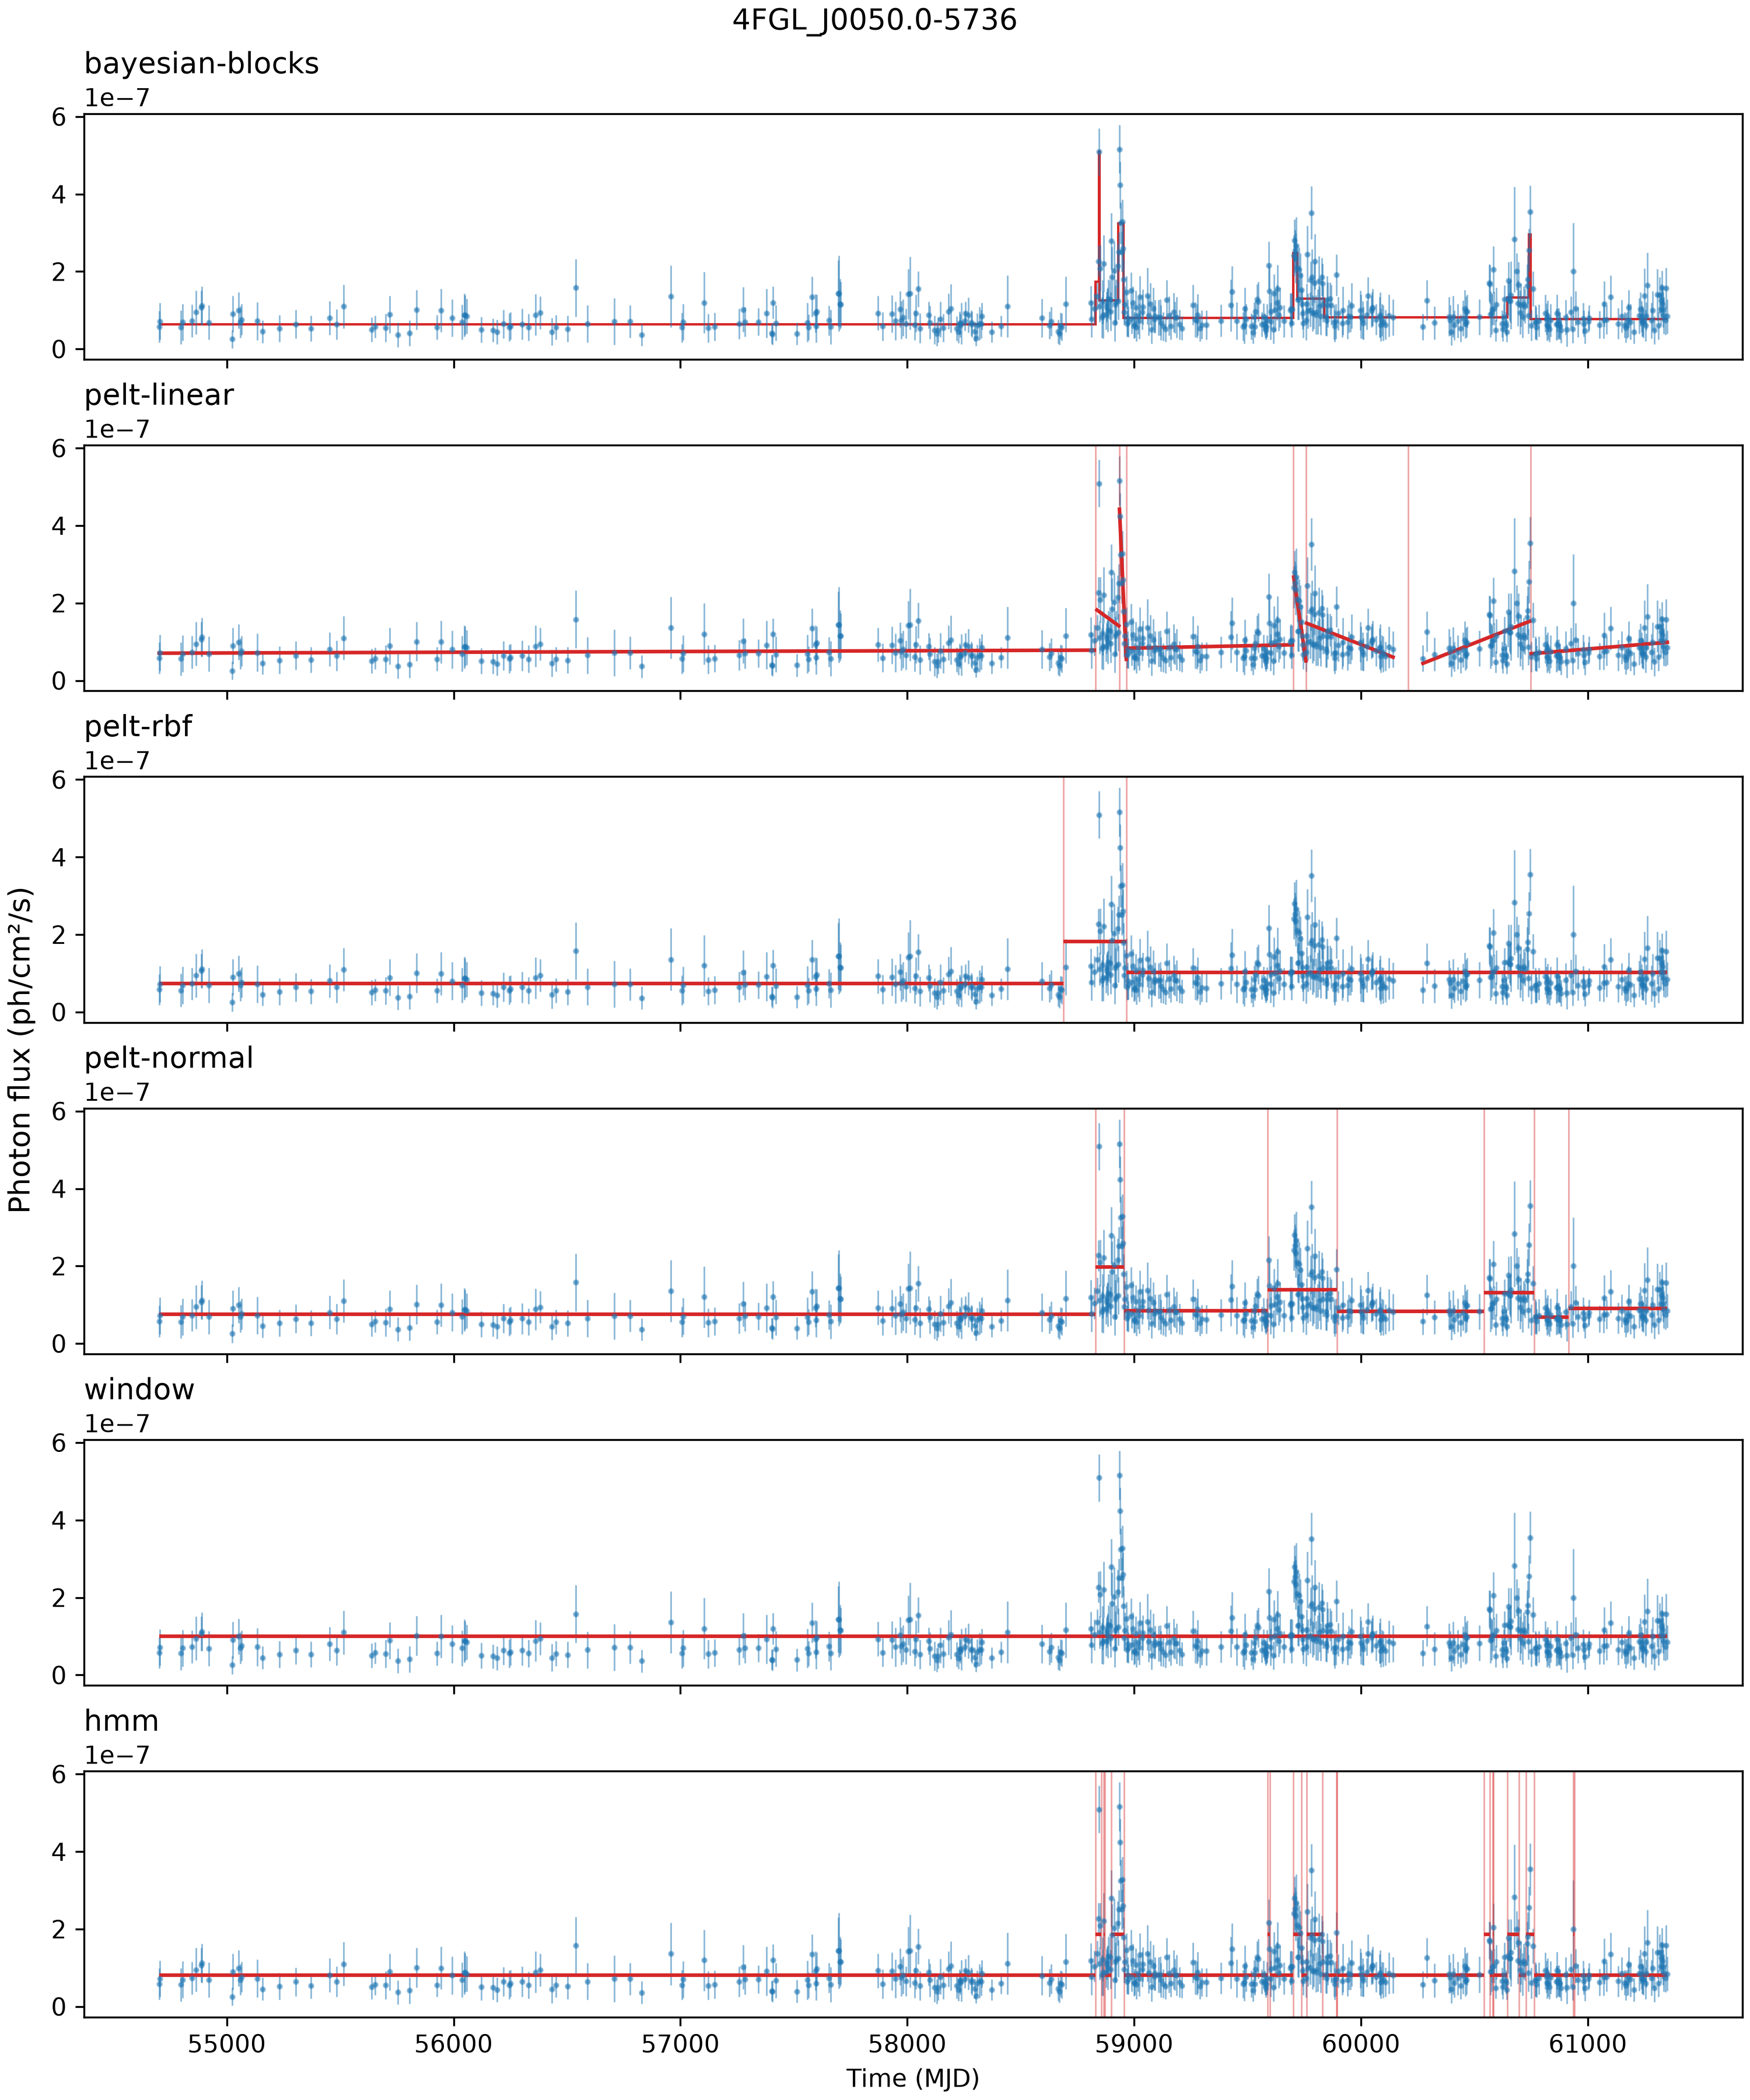 4FGL_J0050.0-5736
bayesian-blocks
1e−7
6
4
2
0
pelt-linear
1e−7
6
4
2
0
pelt-rbf
1e−7
6
4
2
0
Photon flux (ph/cm²/s)
pelt-normal
1e−7
6
4
2
0
window
1e−7
6
4
2
0
hmm
1e−7
6
4
2
0
55000 56000 57000 58000 59000 60000 61000
Time (MJD)